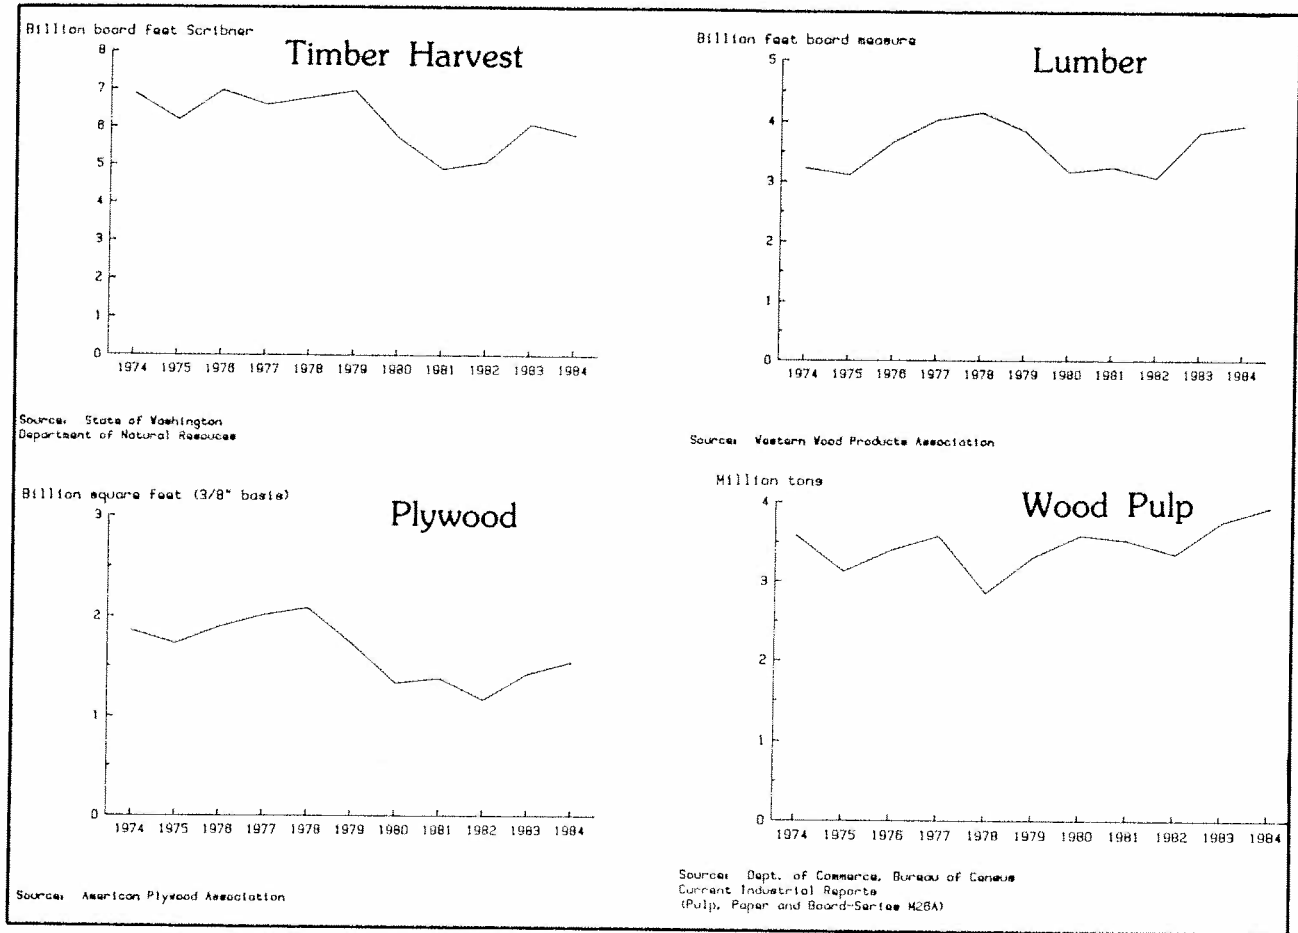 Billion board feet Scribner
Timber Harvest
8
7
6
5
4
3
2
1
0
1974 1975 1976 1977 1978 1979 1980 1981 1982 1983 1984
Source: State of Washington
Department of Natural Resouces
Billion feet board measure
Lumber
5
4
3
2
1
0
1974 1975 1976 1977 1978 1979 1980 1981 1982 1983 1984
Source: Western Wood Products Association
Billion square feet (3/8" basis)
Plywood
3
2
1
0
1974 1975 1976 1977 1978 1979 1980 1981 1982 1983 1984
Source: American Plywood Association
Million tons
Wood Pulp
4
3
2
1
0
1974 1975 1976 1977 1978 1979 1980 1981 1982 1983 1984
Source: Dept. of Commerce, Bureau of Census
Current Industrial Reports
(Pulp, Paper and Board-Series M26A)